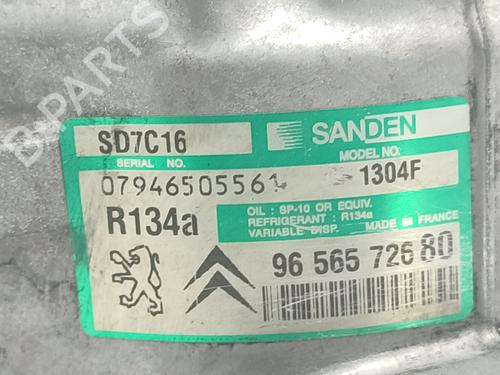 B-PARTS
SD7C16
SANDEN
SERIAL NO.
MODEL NO.
07946505561
1304F
R134a
OIL : SP-10 OR EQUIV.
REFRIGERANT : R134a
VARIABLE DISP. MADE IN FRANCE
96 565 726 80